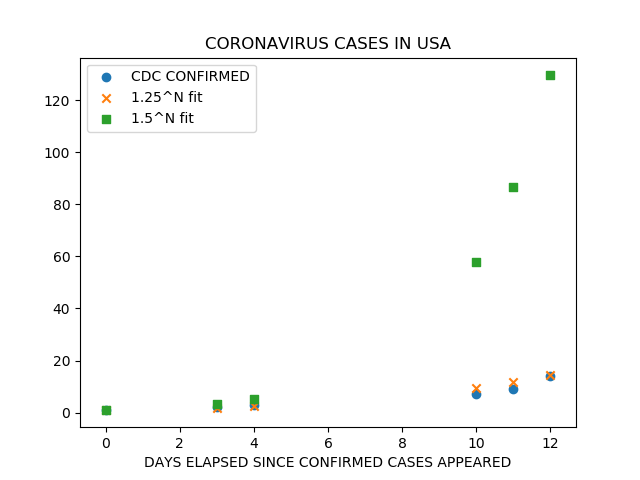 CORONAVIRUS CASES IN USA
CDC CONFIRMED
1.25^N fit
1.5^N fit
120
100
80
60
40
20
0
0 2 4 6 8 10 12
DAYS ELAPSED SINCE CONFIRMED CASES APPEARED